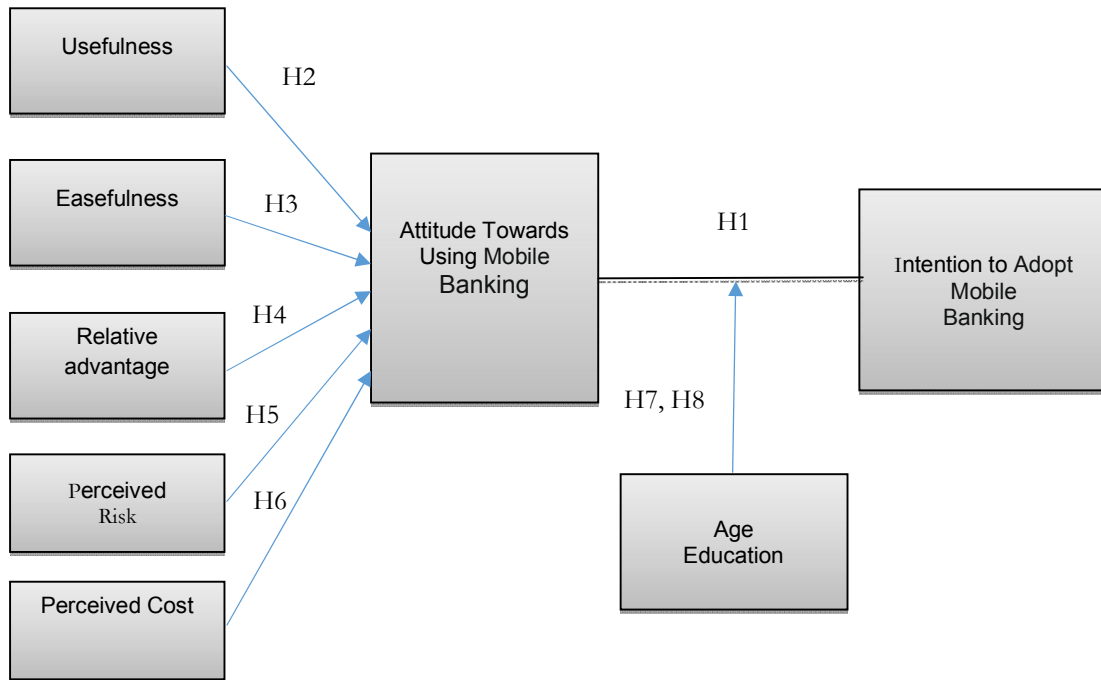 Usefulness
H2
Easefulness
H3
Relative
advantage
H4
Perceived
Risk
H5
Perceived Cost
H6
Attitude Towards
Using Mobile
Banking
H1
Intention to Adopt
Mobile
Banking
H7, H8
Age
Education